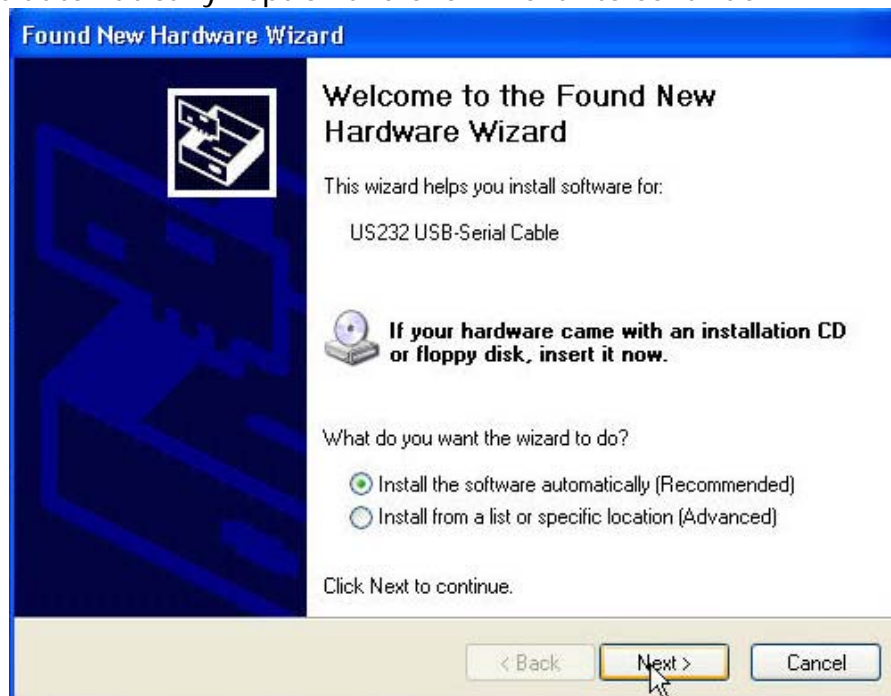 Found New Hardware Wizard
Welcome to the Found New
Hardware Wizard
This wizard helps you install software for:
US232 USB-Serial Cable
If your hardware came with an installation CD
or floppy disk, insert it now.
What do you want the wizard to do?
Install the software automatically (Recommended)
Install from a list or specific location (Advanced)
Click Next to continue.
< Back Next > Cancel